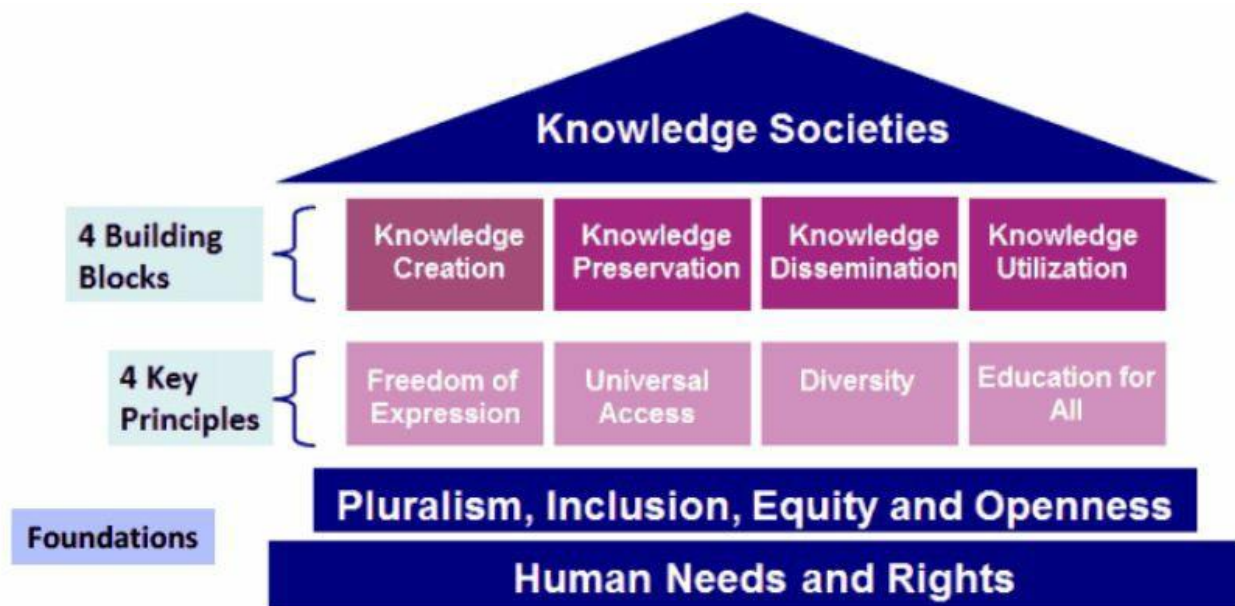 Knowledge Societies
4 Building
Blocks
Knowledge
Creation
Knowledge
Preservation
Knowledge
Dissemination
Knowledge
Utilization
4 Key
Principles
Freedom of
Expression
Universal
Access
Diversity
Education for
All
Pluralism, Inclusion, Equity and Openness
Foundations
Human Needs and Rights